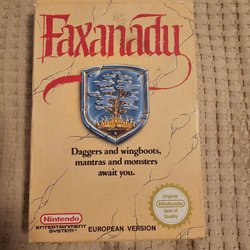 Faxanadu
Daggers and wingboots,
mantras and monsters
await you.
Nintendo
ENTERTAINMENT
SYSTEM
EUROPEAN VERSION
Original
Nintendo
Seal of
Quality